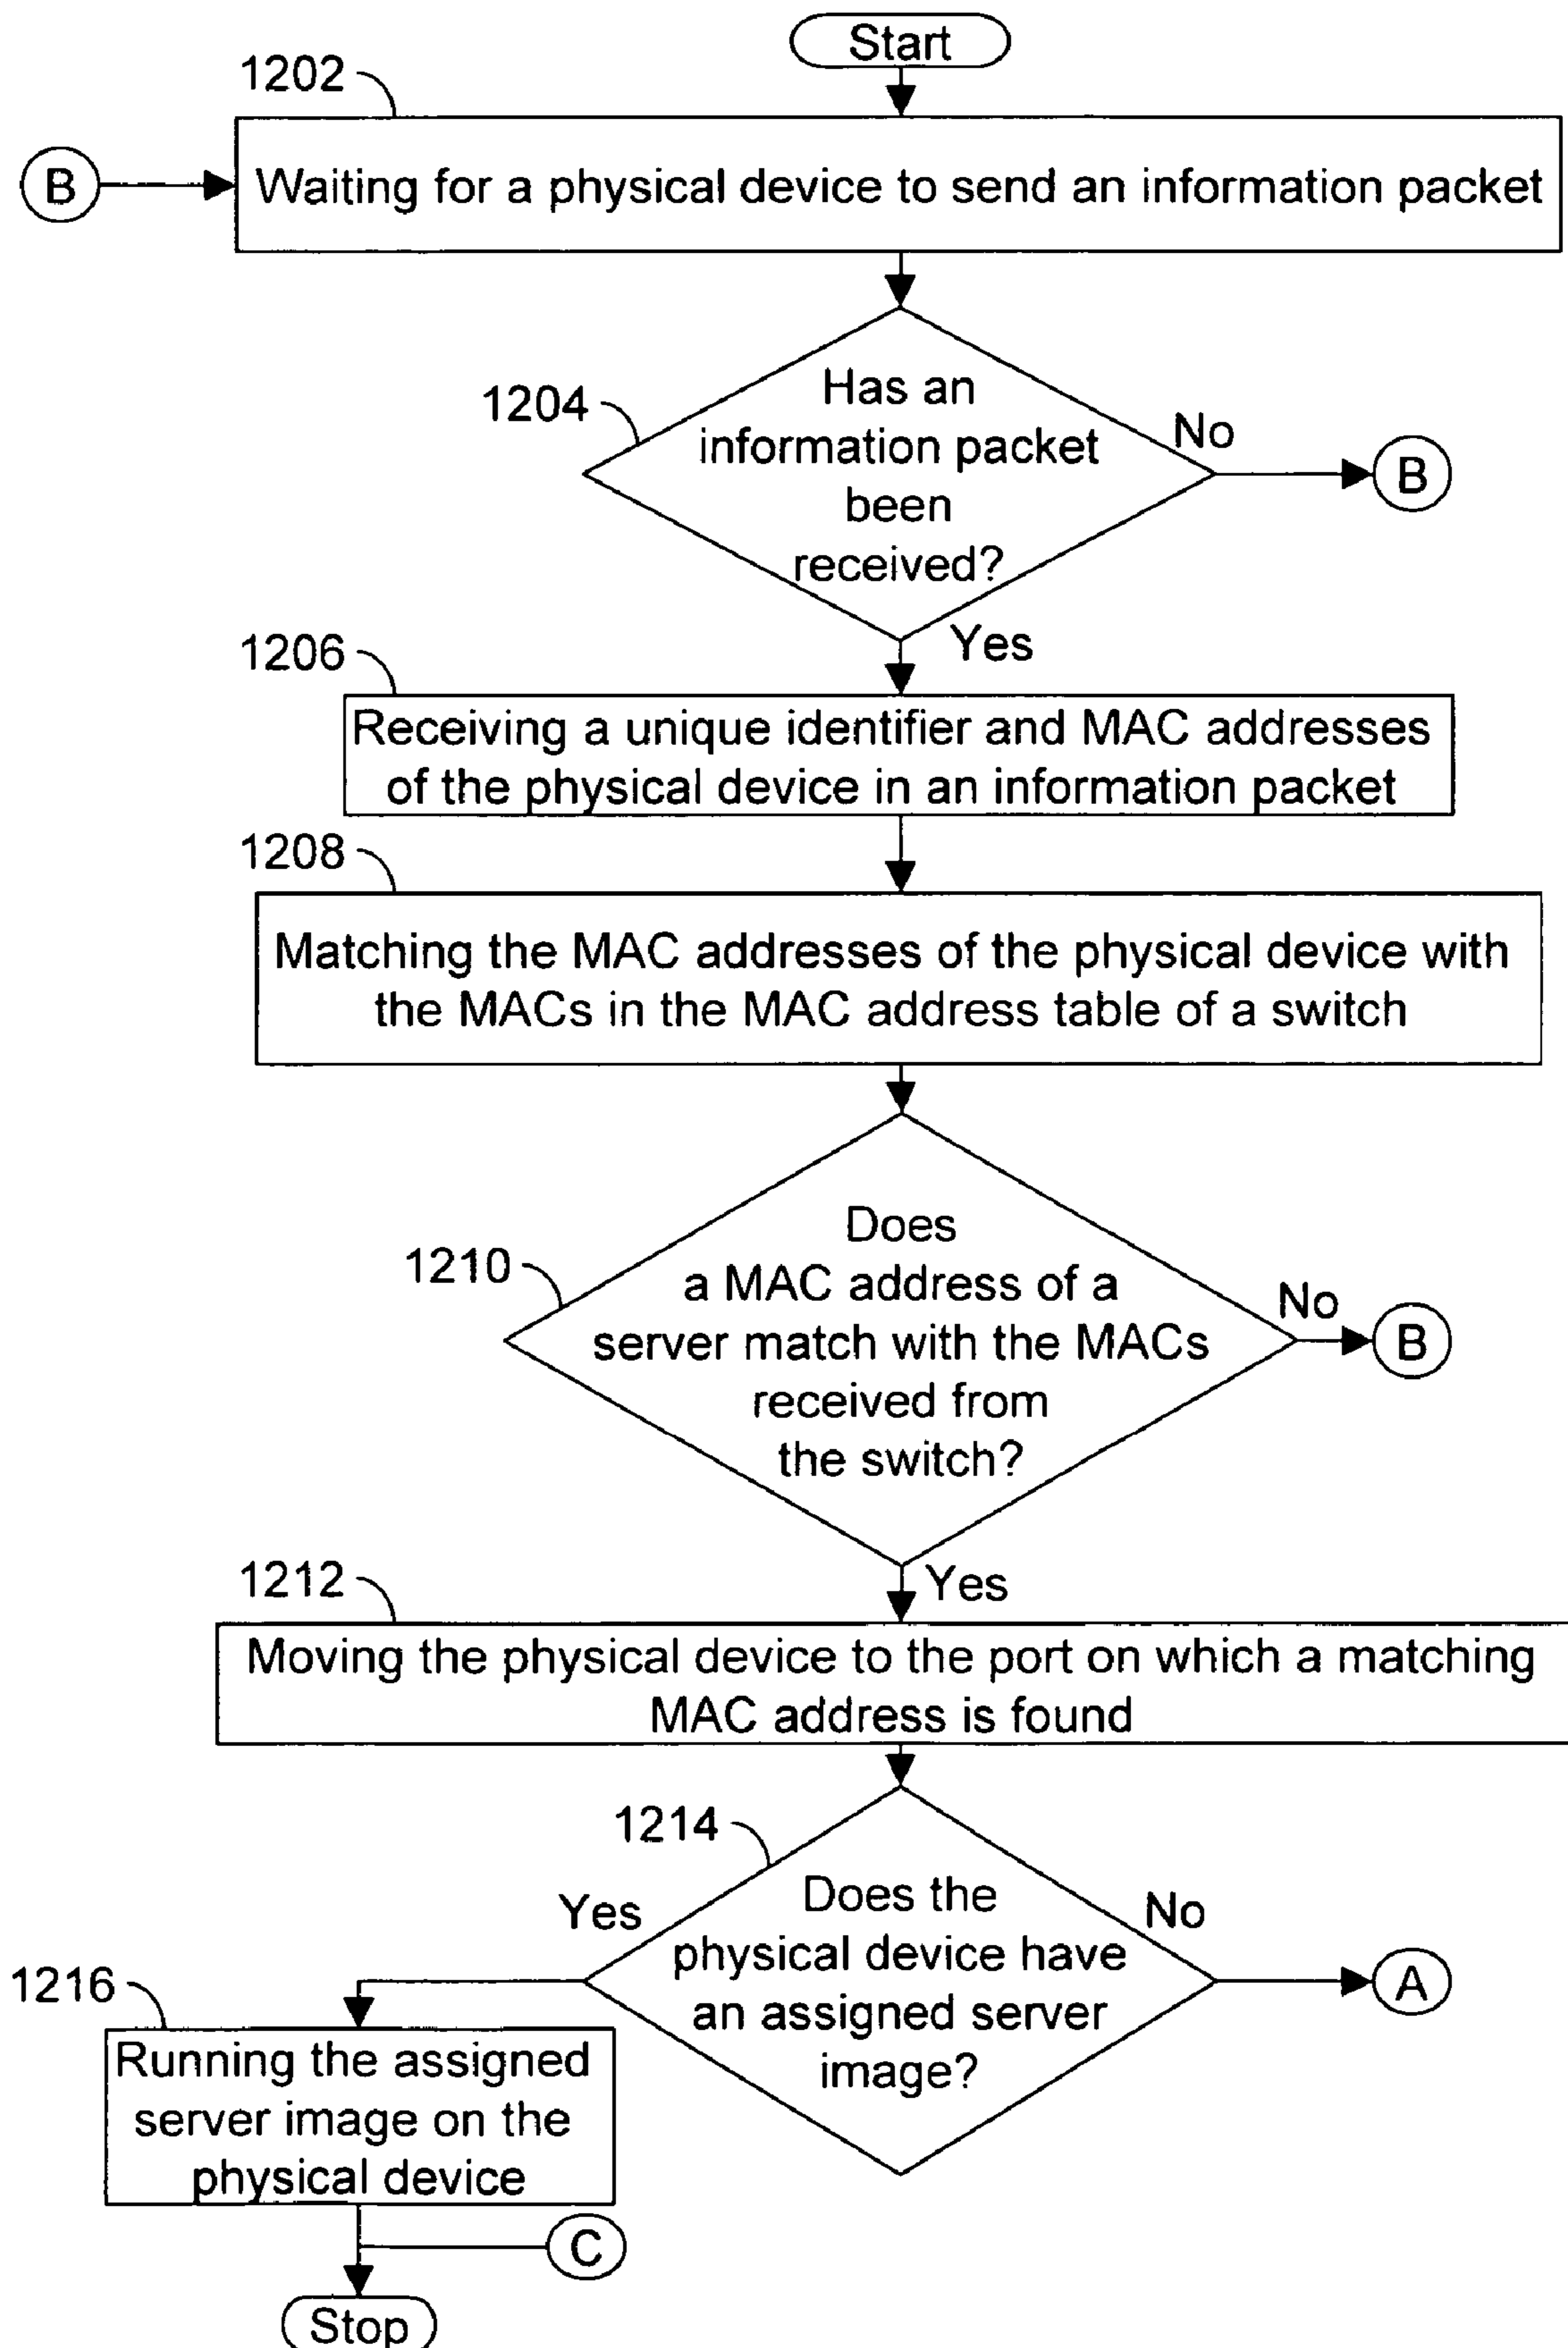 Start
1202
B
Waiting for a physical device to send an information packet
1204
Has an
information packet
been
received?
No
B
Yes
1206
Receiving a unique identifier and MAC addresses
of the physical device in an information packet
1208
Matching the MAC addresses of the physical device with
the MACs in the MAC address table of a switch
1210
Does
a MAC address of a
server match with the MACs
received from
the switch?
No
B
Yes
1212
Moving the physical device to the port on which a matching
MAC address is found
1214
Does the
physical device have
an assigned server
image?
Yes
No
A
1216
Running the assigned
server image on the
physical device
C
Stop